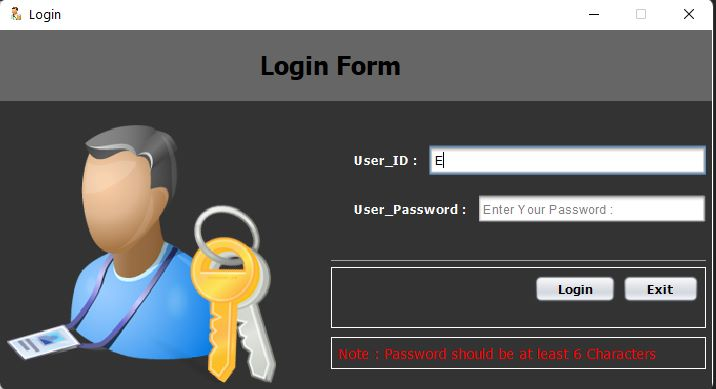 Login
Login Form
User_ID : E
User_Password : Enter Your Password :
Login Exit
Note : Password should be at least 6 Characters